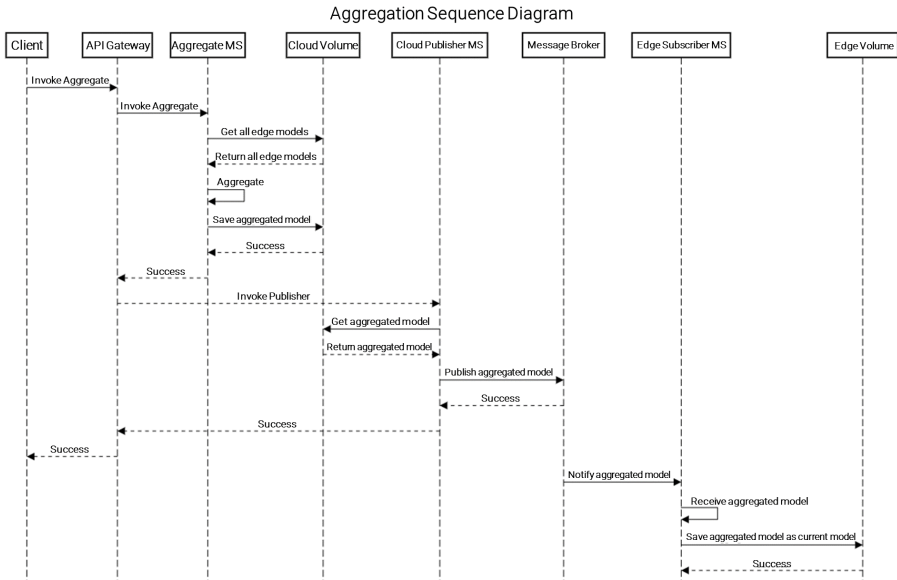 Aggregation Sequence Diagram
Client
API Gateway
Aggregate MS
Cloud Volume
Cloud Publisher MS
Message Broker
Edge Subscriber MS
Edge Volume
Invoke Aggregate
Invoke Aggregate
Get all edge models
Return all edge models
Aggregate
Save aggregated model
Success
Success
Invoke Publisher
Get aggregated model
Return aggregated model
Publish aggregated model
Success
Success
Success
Notify aggregated model
Receive aggregated model
Save aggregated model as current model
Success